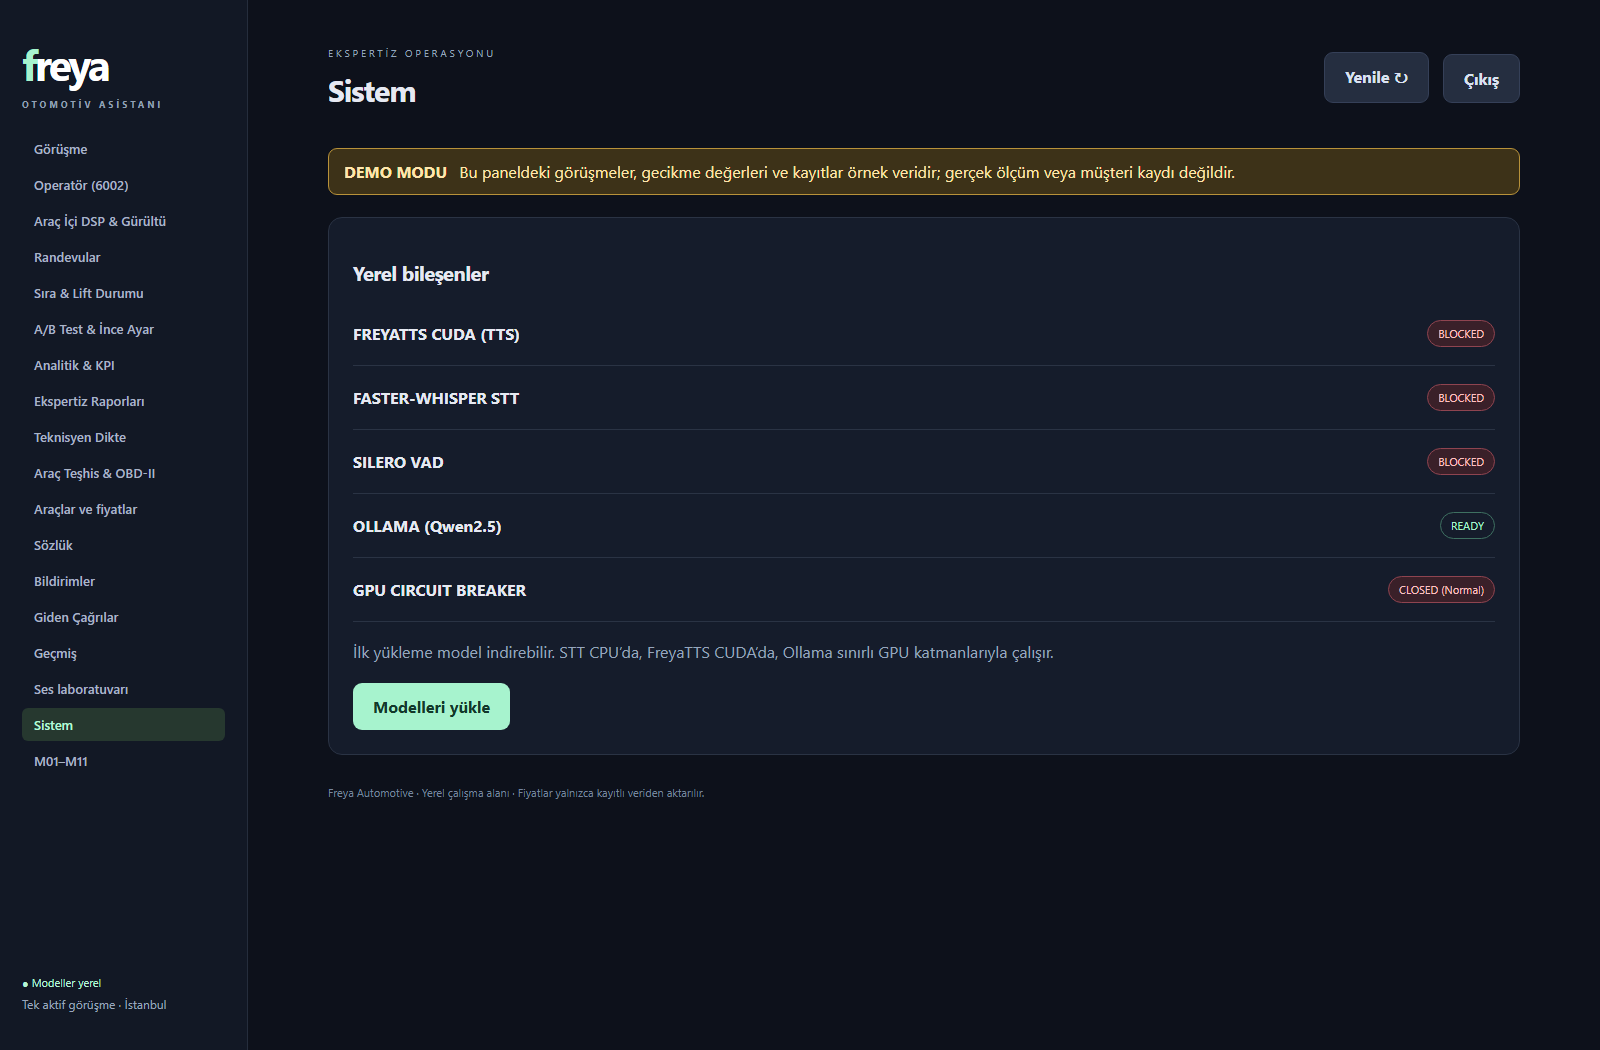 freya
OTOMOTİV ASİSTANI
Görüşme
Operatör (6002)
Araç İçi DSP & Gürültü
Randevular
Sıra & Lift Durumu
A/B Test & İnce Ayar
Analitik & KPI
Ekspertiz Raporları
Teknisyen Dikte
Araç Teşhis & OBD-II
Araçlar ve fiyatlar
Sözlük
Bildirimler
Giden Çağrılar
Geçmiş
Ses laboratuvarı
Sistem
M01–M11
● Modeller yerel
Tek aktif görüşme · İstanbul
EKSPERTİZ OPERASYONU
Sistem
Yenile ↻
Çıkış
DEMO MODU Bu paneldeki görüşmeler, gecikme değerleri ve kayıtlar örnek veridir; gerçek ölçüm veya müşteri kaydı değildir.
Yerel bileşenler
FREYATTS CUDA (TTS) BLOCKED
FASTER-WHISPER STT BLOCKED
SILERO VAD BLOCKED
OLLAMA (Qwen2.5) READY
GPU CIRCUIT BREAKER CLOSED (Normal)
İlk yükleme model indirebilir. STT CPU’da, FreyaTTS CUDA’da, Ollama sınırlı GPU katmanlarıyla çalışır.
Modelleri yükle
Freya Automotive · Yerel çalışma alanı · Fiyatlar yalnızca kayıtlı veriden aktarılır.